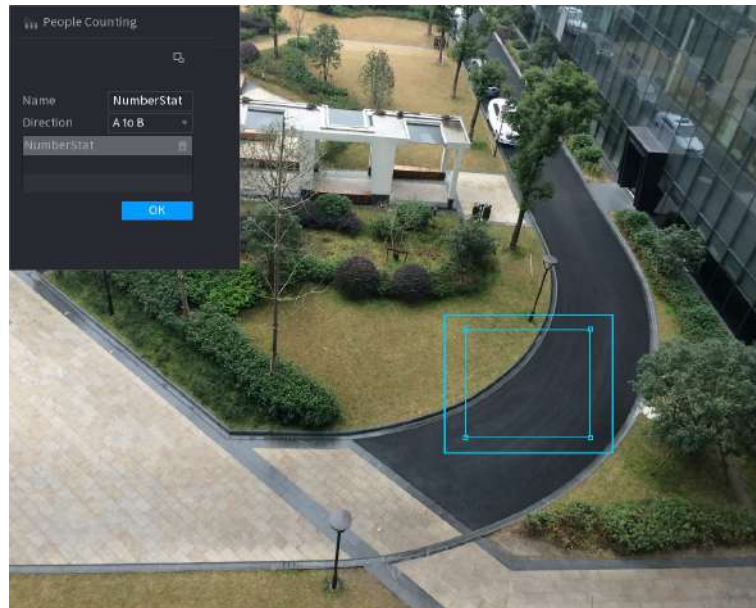 People Counting
Name NumberStat
Direction A to B
NumberStat
OK